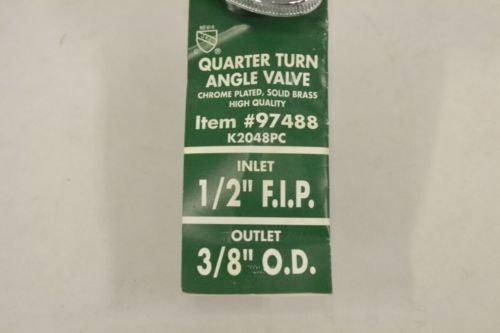 QUARTER TURN
ANGLE VALVE
CHROME PLATED, SOLID BRASS
HIGH QUALITY
Item #97488
K2048PC
INLET
1/2" F.I.P.
OUTLET
3/8" O.D.